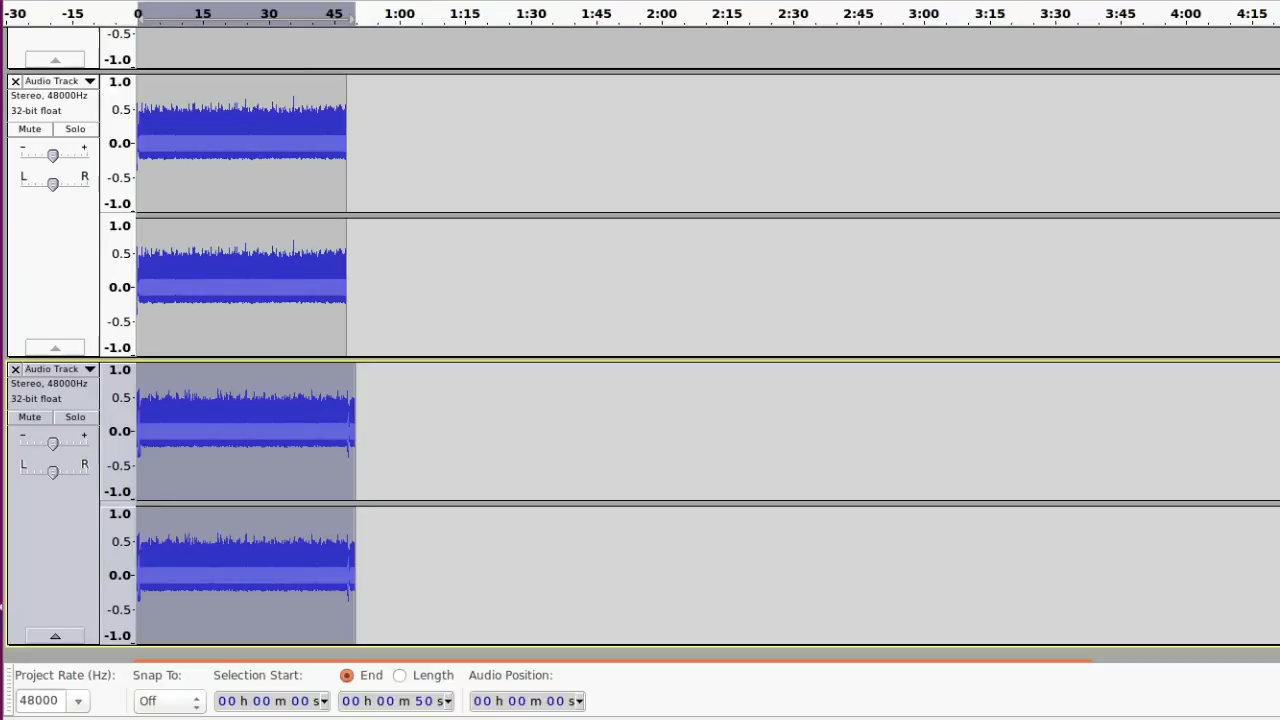 -30 -15 0 15 30 45 1:00 1:15 1:30 1:45 2:00 2:15 2:30 2:45 3:00 3:15 3:30 3:45 4:00 4:15
-0.5
-1.0
Audio Track 1.0
Stereo, 48000Hz
32-bit float 0.5
Mute Solo
- + 0.0
L R -0.5
-1.0
1.0
0.5
0.0
-0.5
-1.0
Audio Track 1.0
Stereo, 48000Hz
32-bit float 0.5
Mute Solo
- + 0.0
L R -0.5
-1.0
1.0
0.5
0.0
-0.5
-1.0
Project Rate (Hz): Snap To: Selection Start: End Length Audio Position:
48000 Off 00 h 00 m 00 s 00 h 00 m 50 s 00 h 00 m 00 s